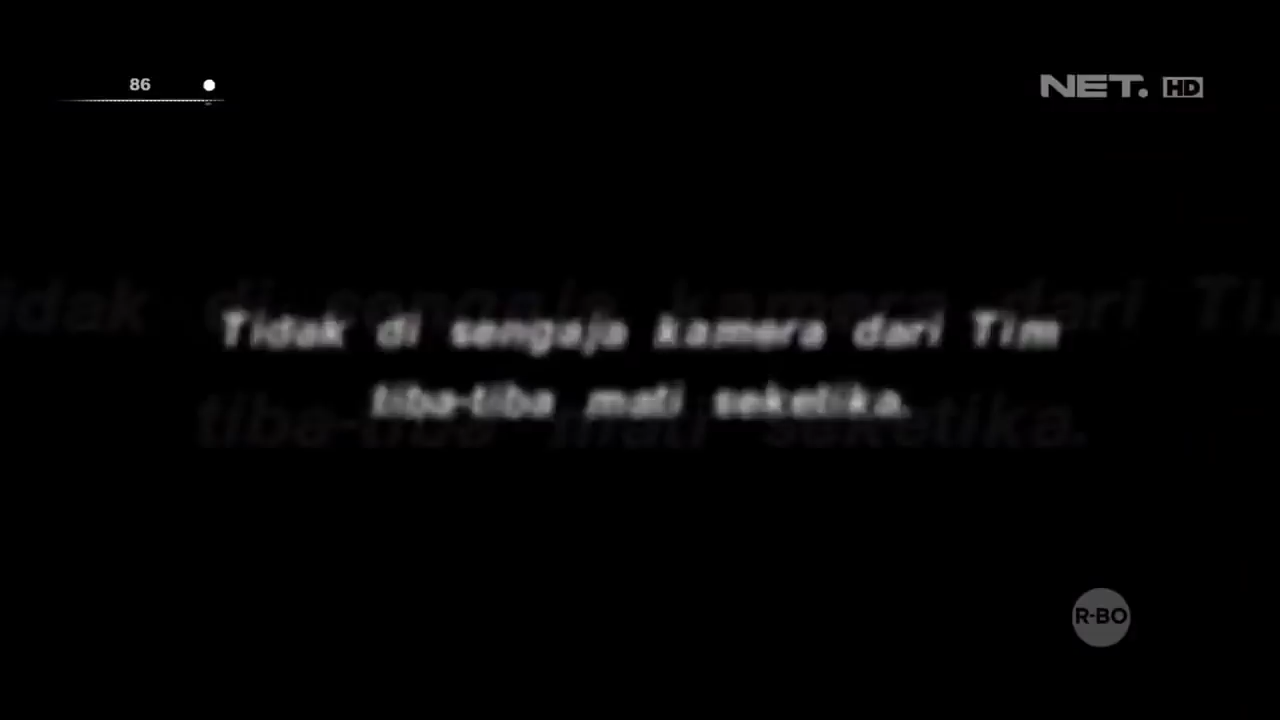 86
NET. HD
Tidak di sengaja kamera dari Tim
tiba-tiba mati seketika.
R-BO